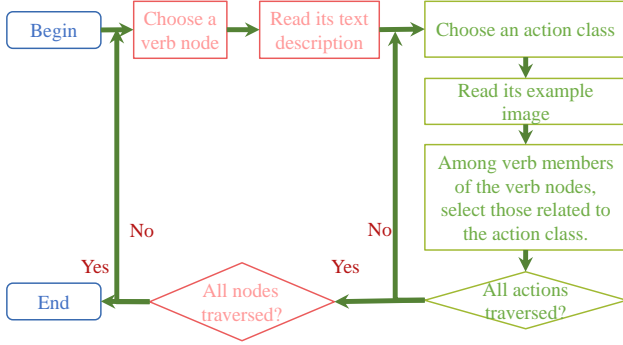 Begin
Choose a
verb node
Read its text
description
Choose an action class
Read its example
image
Among verb members
of the verb nodes,
select those related to
the action class.
No
No
Yes
Yes
End
All nodes
traversed?
All actions
traversed?